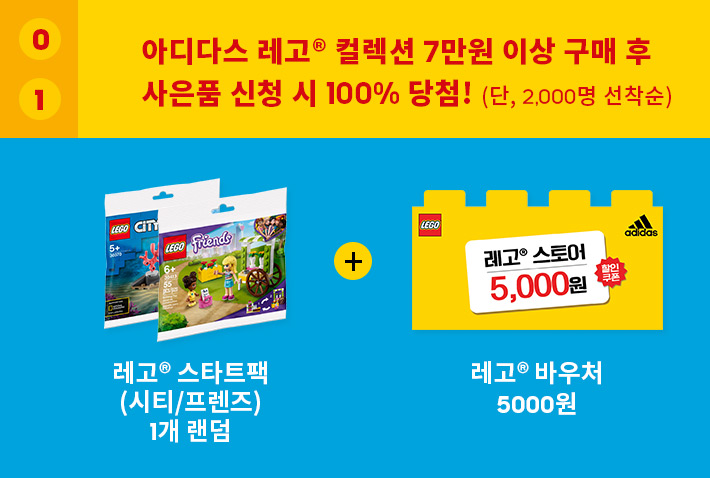 0
1
아디다스 레고® 컬렉션 7만원 이상 구매 후
사은품 신청 시 100% 당첨! (단, 2,000명 선착순)
LEGO
CITY
5+
LEGO
Friends
6+
55
+
LEGO
adidas
레고® 스토어
5,000원
할인
쿠폰
레고® 스타트팩
(시티/프렌즈)
1개 랜덤
레고® 바우처
5000원